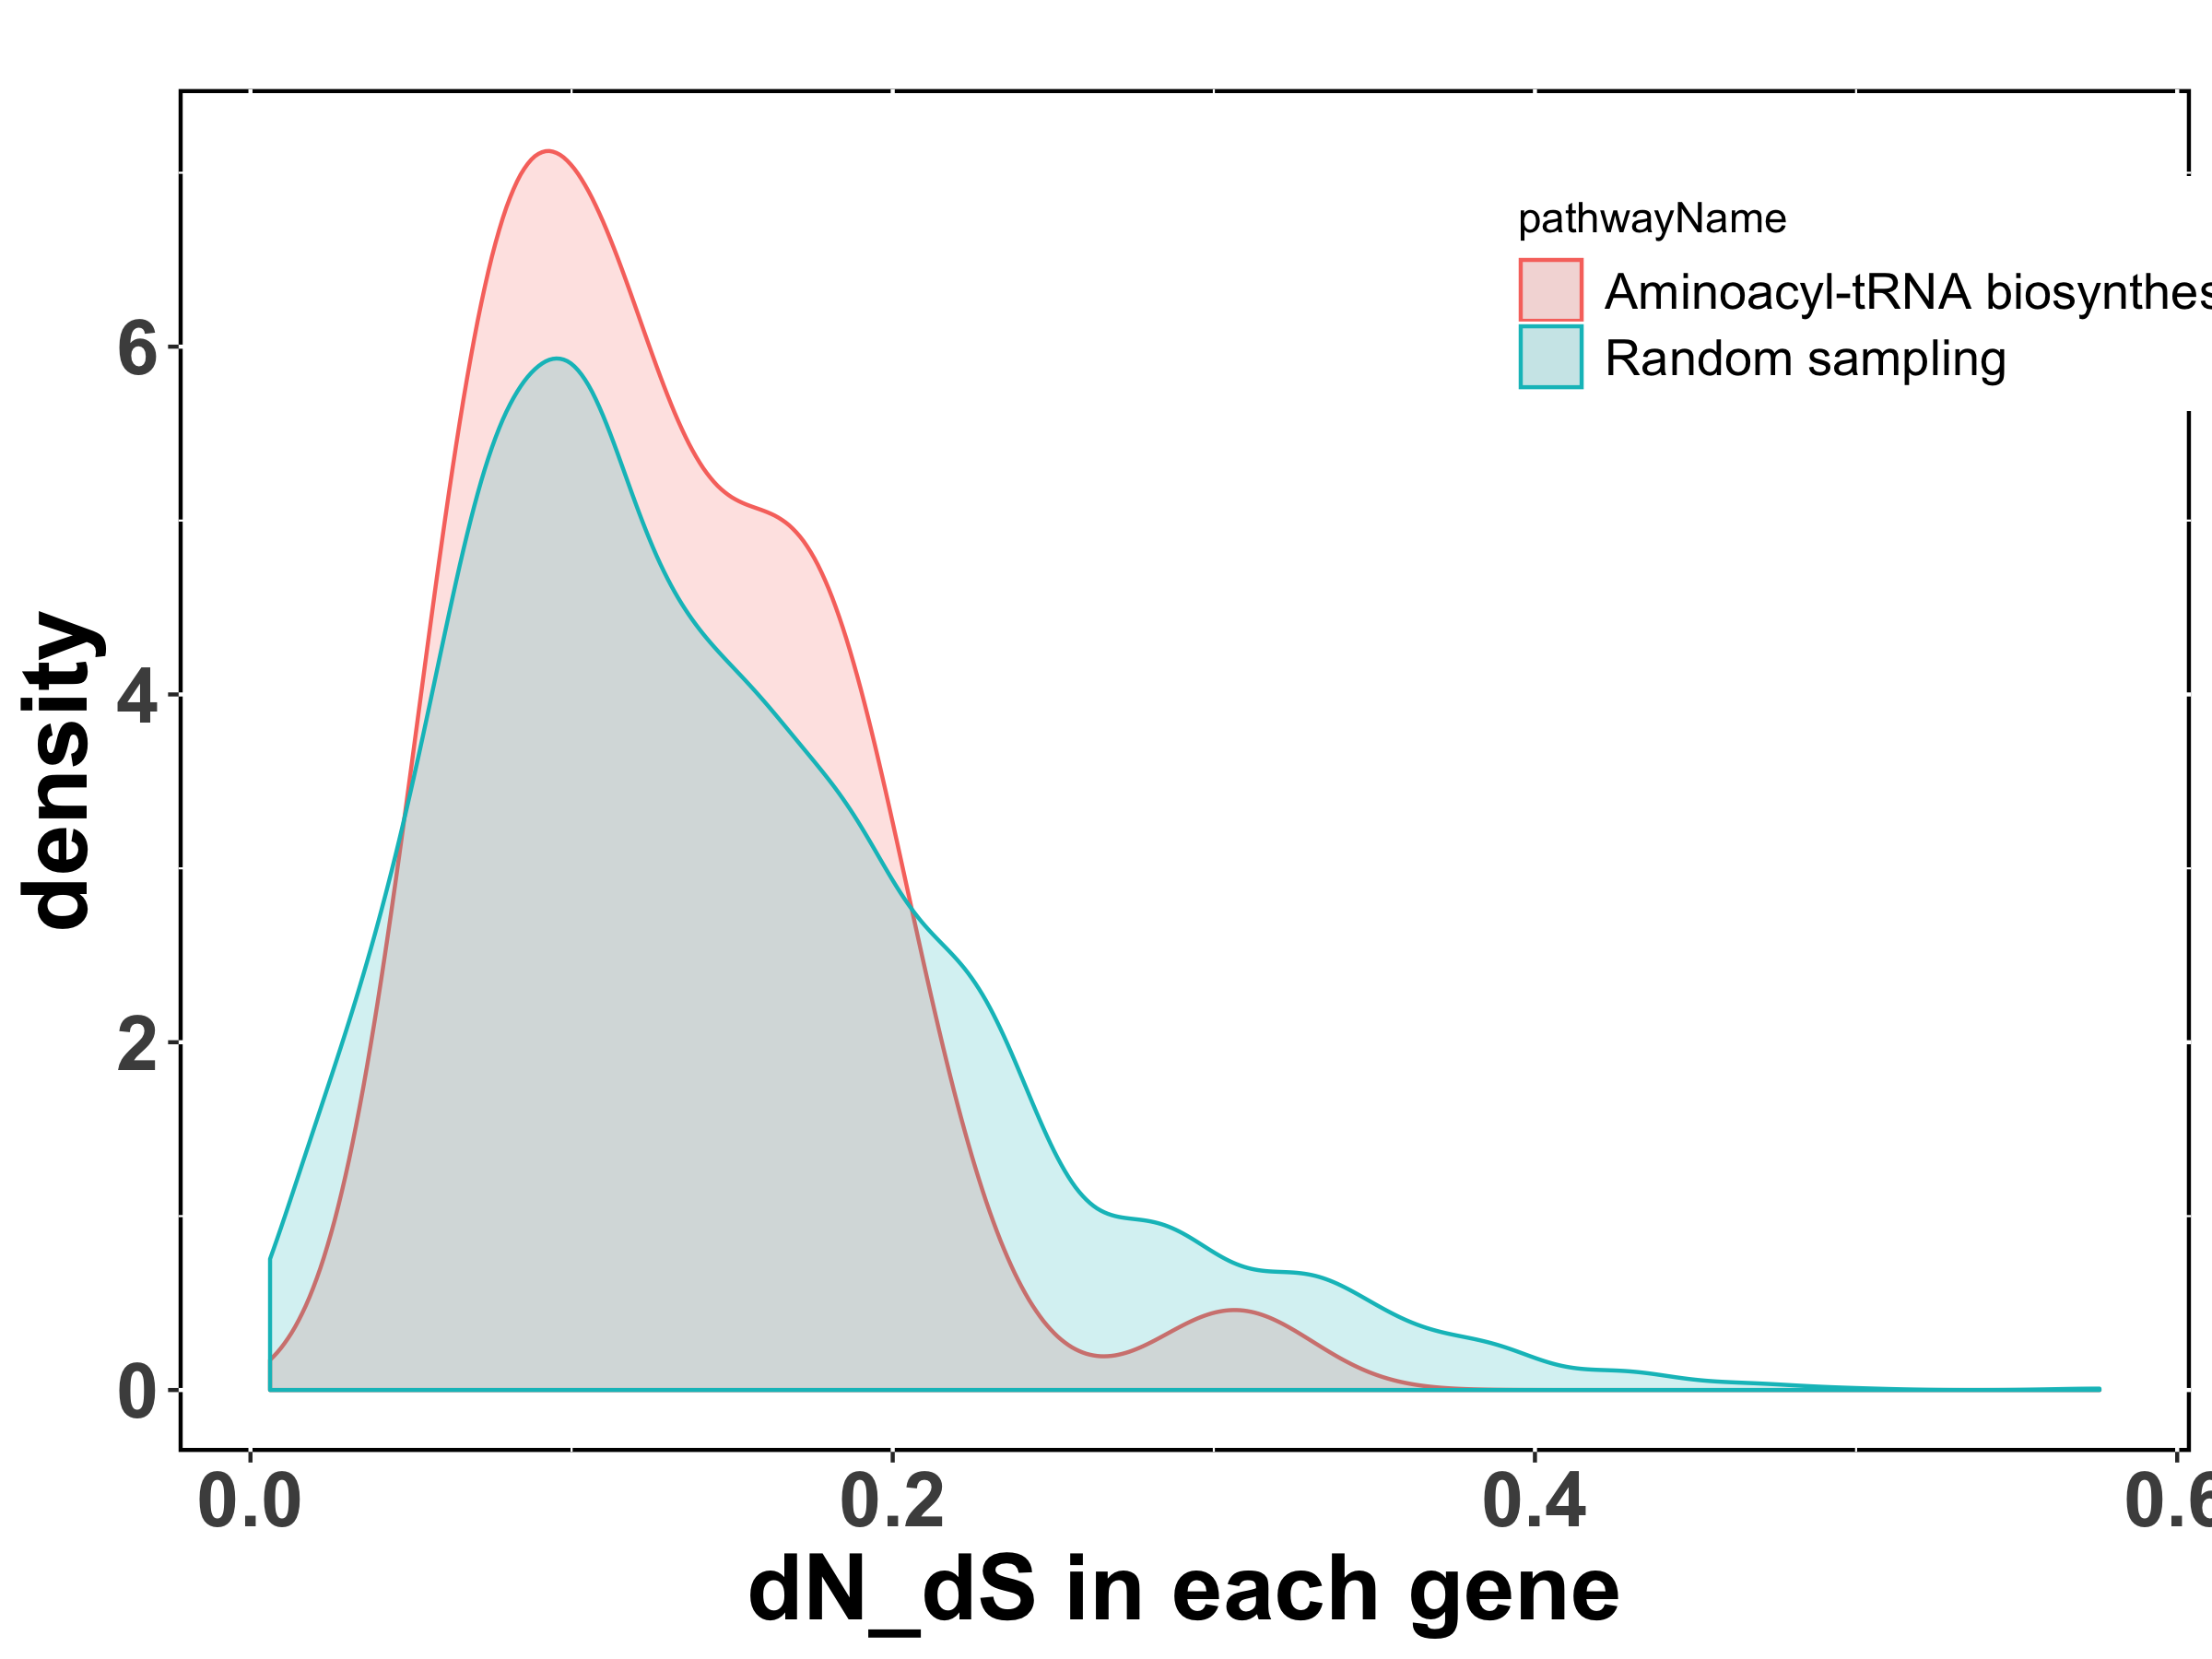 pathwayName
Aminoacyl-tRNA biosynthes
Random sampling
density
6
4
2
0
0.0 0.2 0.4 0.6
dN_dS in each gene